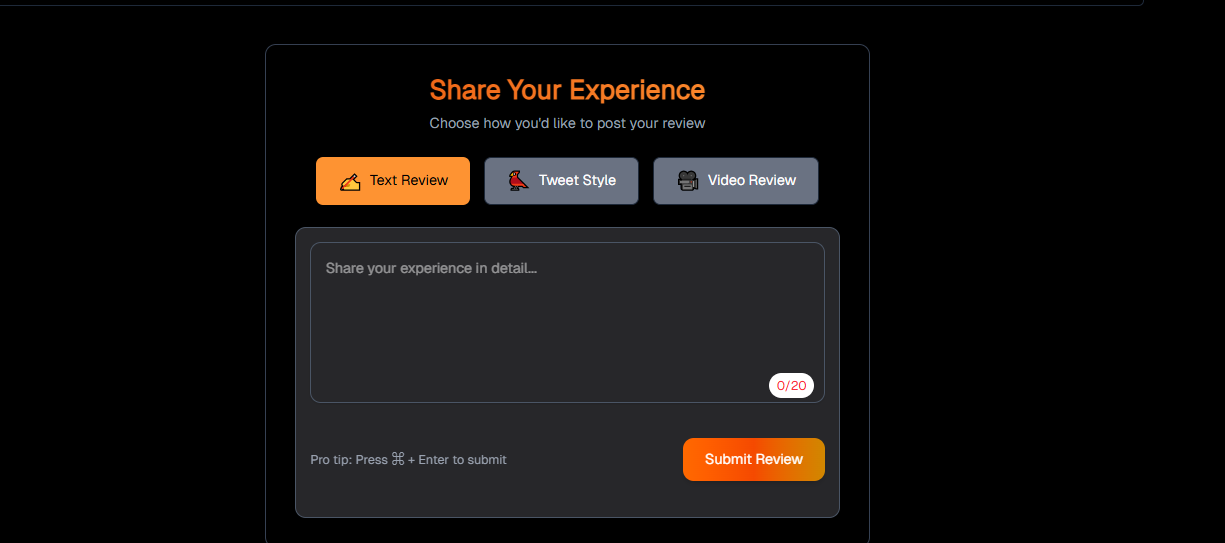 Share Your Experience
Choose how you'd like to post your review
Text Review
Tweet Style
Video Review
Share your experience in detail...
0/20
Pro tip: Press ⌘ + Enter to submit
Submit Review